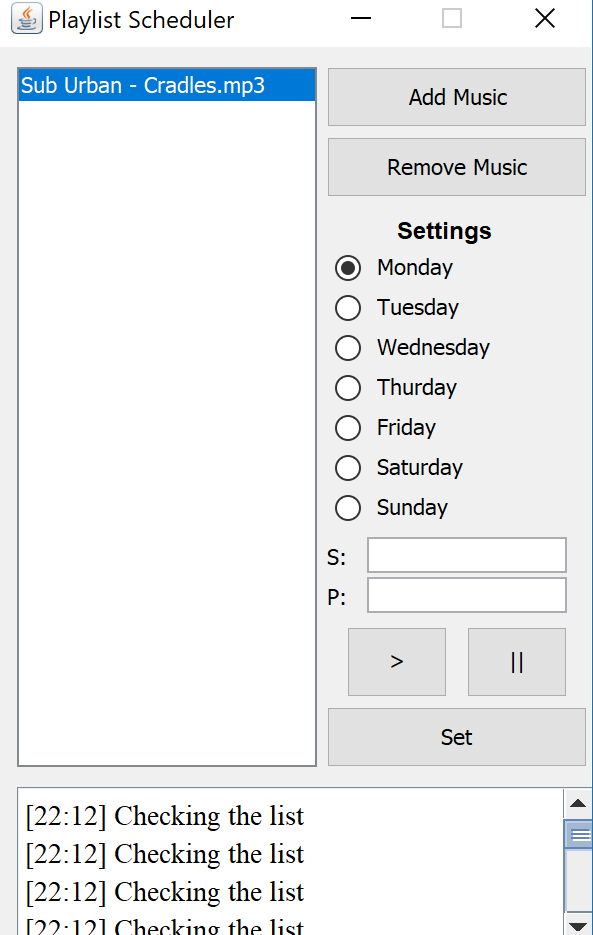 Playlist Scheduler
Sub Urban - Cradles.mp3
Add Music
Remove Music
Settings
Monday
Tuesday
Wednesday
Thurday
Friday
Saturday
Sunday
S:
P:
>
||
Set
[22:12] Checking the list
[22:12] Checking the list
[22:12] Checking the list
[22:12] Checking the list